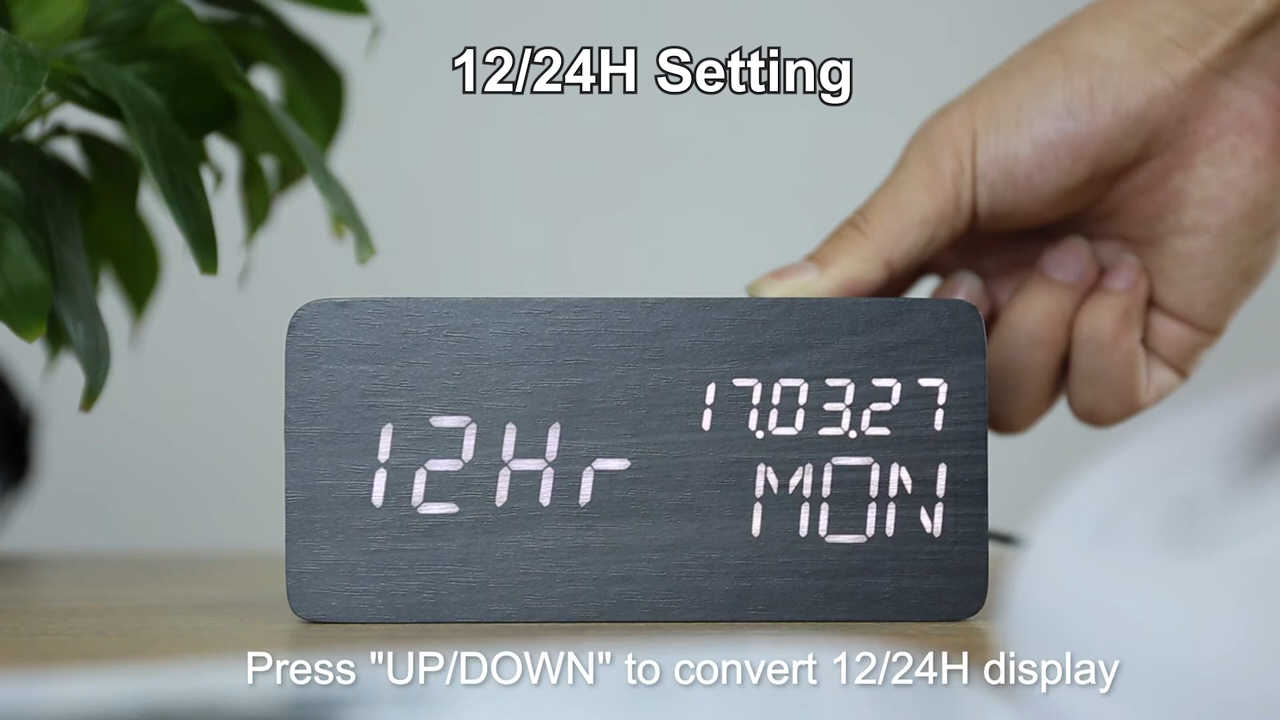 12/24H Setting
17.03.27
12Hr
MON
Press "UP/DOWN" to convert 12/24H display